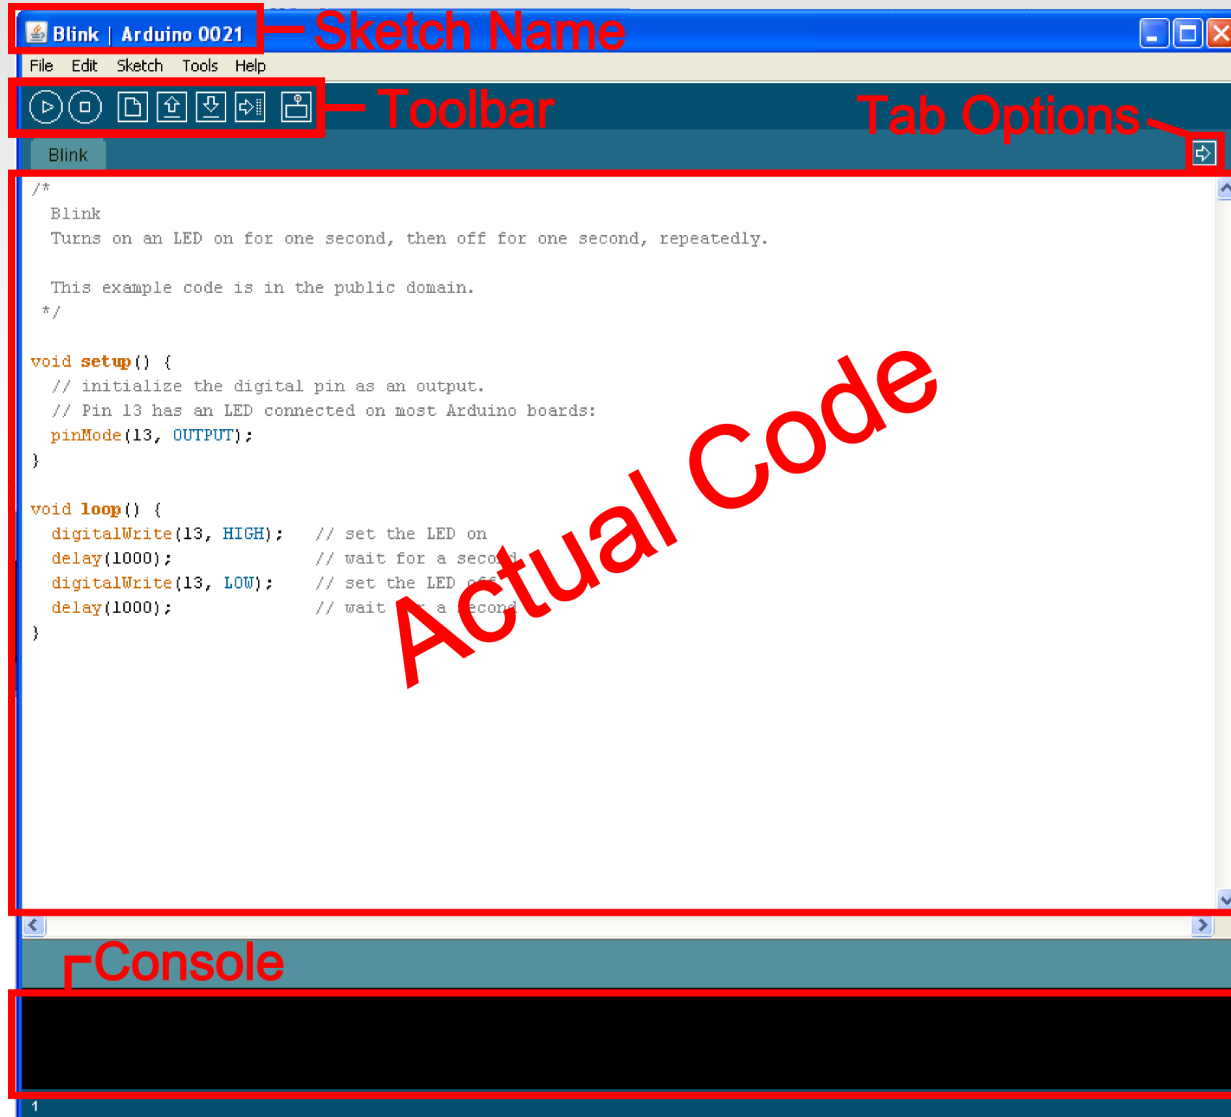 Blink | Arduino 0021
Sketch Name
File Edit Sketch Tools Help
Toolbar
Tab Options
Blink
/*
  Blink
  Turns on an LED on for one second, then off for one second, repeatedly.

  This example code is in the public domain.
 */

void setup() {
  // initialize the digital pin as an output.
  // Pin 13 has an LED connected on most Arduino boards:
  pinMode(13, OUTPUT);
}

void loop() {
  digitalWrite(13, HIGH);   // set the LED on
  delay(1000);              // wait for a second
  digitalWrite(13, LOW);    // set the LED off
  delay(1000);              // wait for a second
}
Actual Code
Console
1